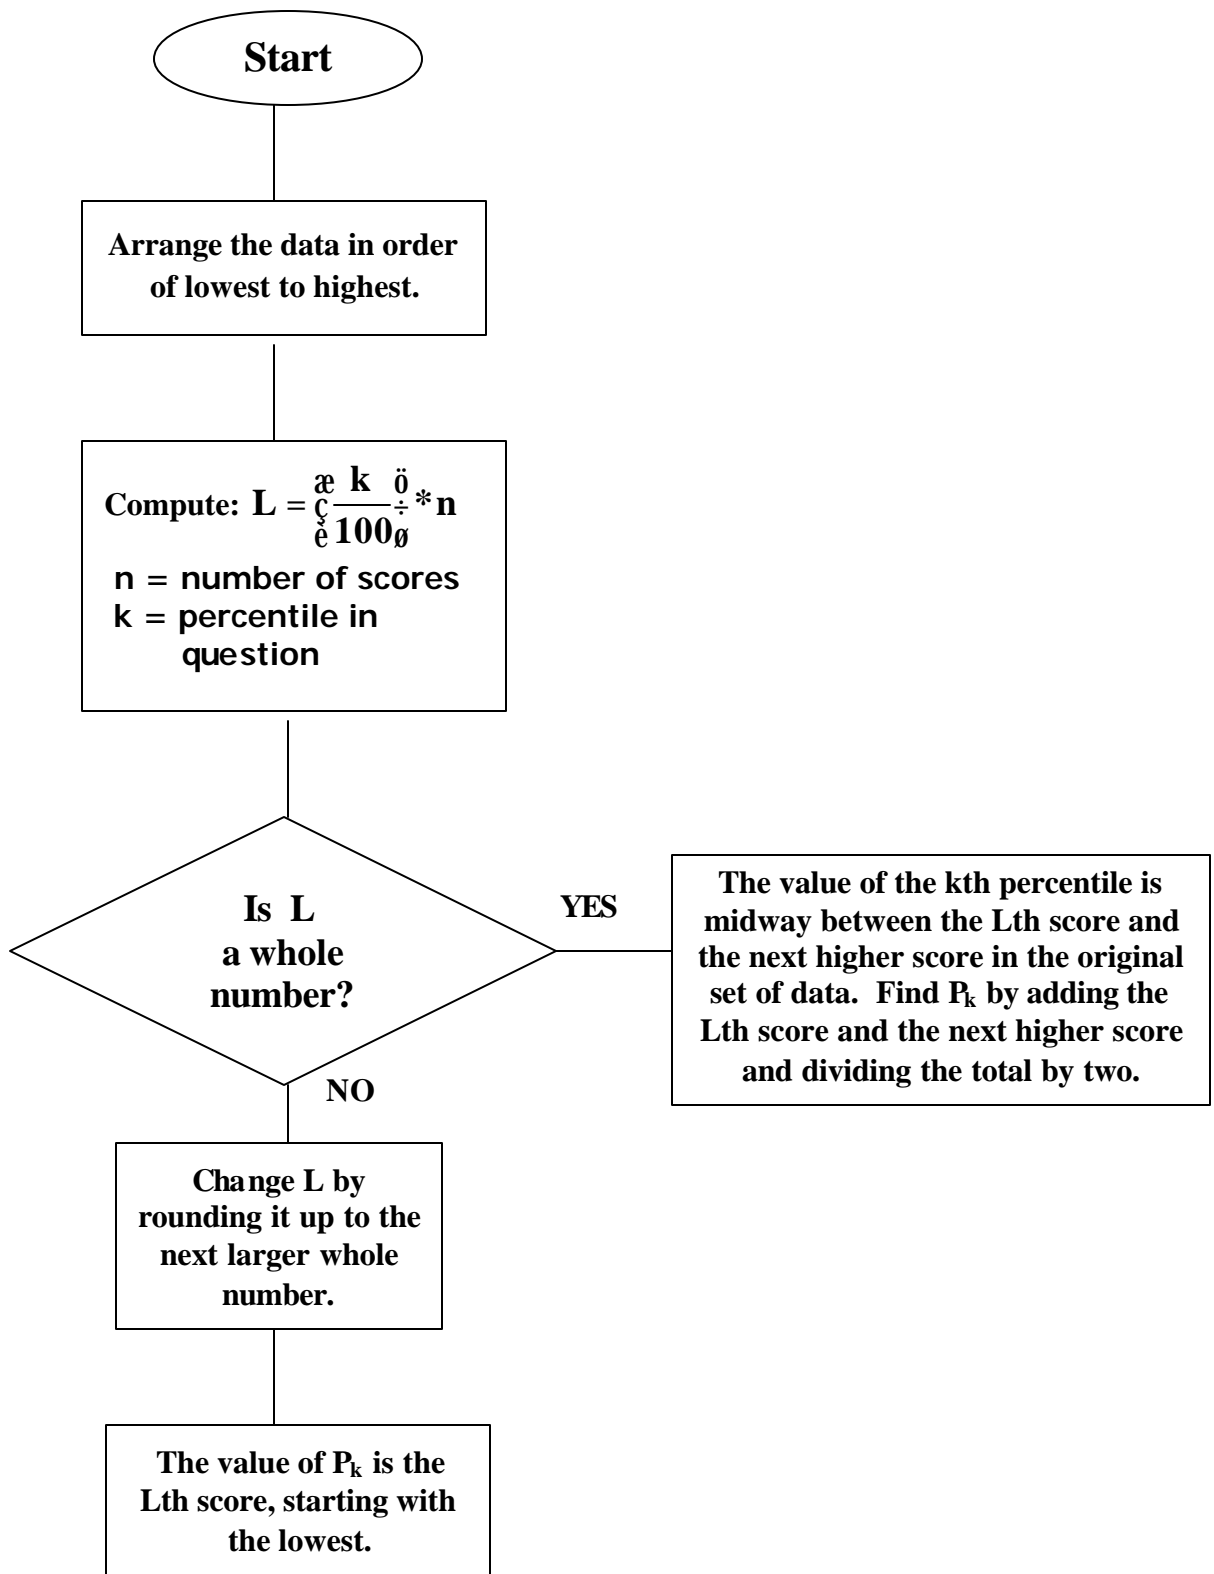 Start
Arrange the data in order
of lowest to highest.
Compute: L = æ k ö
ç ─── ÷ * n
è 100 ø
n = number of scores
k = percentile in
question
Is L
a whole
number?
YES
The value of the kth percentile is
midway between the Lth score and
the next higher score in the original
set of data. Find Pk by adding the
Lth score and the next higher score
and dividing the total by two.
NO
Change L by
rounding it up to the
next larger whole
number.
The value of Pk is the
Lth score, starting with
the lowest.